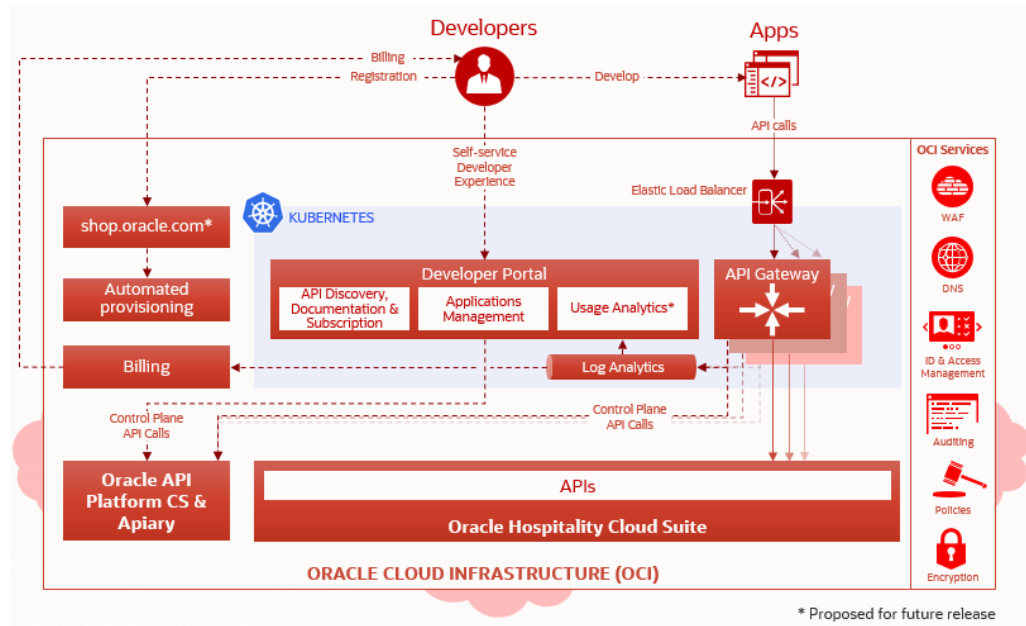 Developers
Apps
Billing
Registration
Develop
API calls
Self-service
Developer
Experience
Elastic Load Balancer
OCI Services
WAF
DNS
ID & Access
Management
Auditing
Policies
Encryption
KUBERNETES
shop.oracle.com*
Automated
provisioning
Billing
Developer Portal
API Discovery,
Documentation &
Subscription
Applications
Management
Usage Analytics*
API Gateway
Log Analytics
Control Plane
API Calls
Control Plane
API Calls
Oracle API
Platform CS &
Apiary
APIs
Oracle Hospitality Cloud Suite
ORACLE CLOUD INFRASTRUCTURE (OCI)
* Proposed for future release